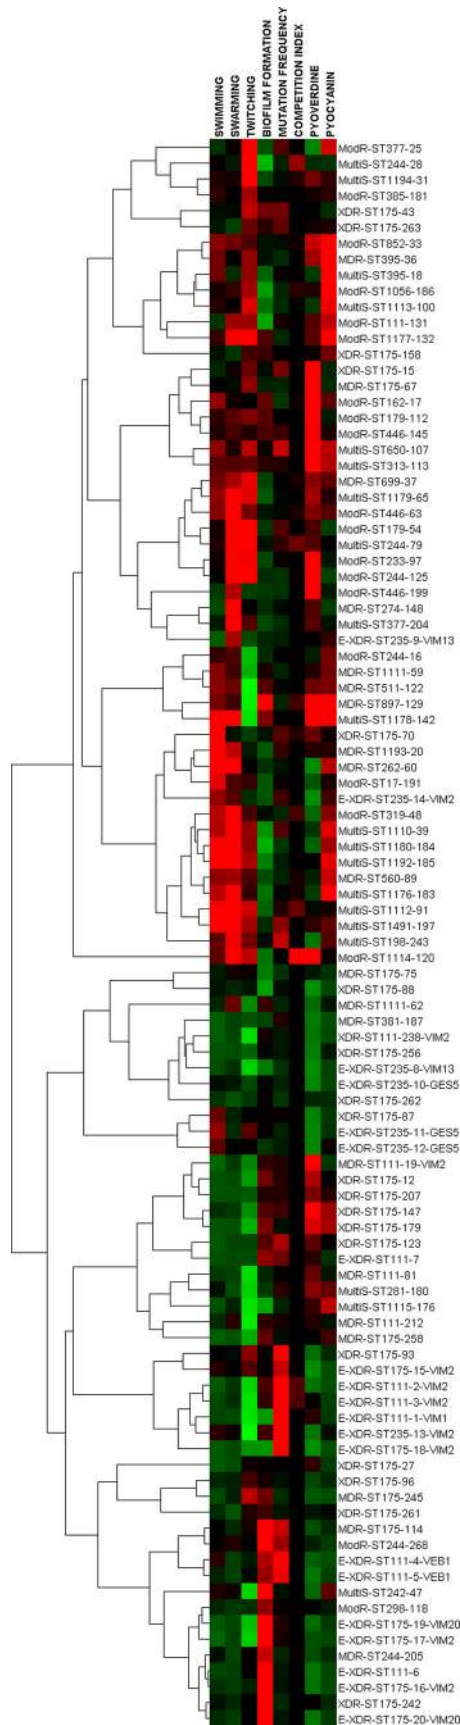 SWIMMING
SWARMING
TWITCHING
BIOFILM FORMATION
MUTATION FREQUENCY
COMPETITION INDEX
PYOVERDINE
PYOCYANIN
ModR-ST377-25
MultiS-ST244-28
MultiS-ST1194-31
ModR-ST385-181
XDR-ST175-43
XDR-ST175-263
ModR-ST852-33
MDR-ST395-36
MultiS-ST395-18
ModR-ST1056-186
MultiS-ST1113-100
ModR-ST111-131
ModR-ST1177-132
XDR-ST175-158
XDR-ST175-15
MDR-ST175-67
ModR-ST162-17
ModR-ST179-112
ModR-ST446-145
MultiS-ST650-107
MultiS-ST313-113
MDR-ST699-37
MultiS-ST1179-65
ModR-ST446-63
ModR-ST179-54
MultiS-ST244-79
ModR-ST233-97
ModR-ST244-125
ModR-ST446-199
MDR-ST274-148
MultiS-ST377-204
E-XDR-ST235-9-VIM13
ModR-ST244-16
MDR-ST1111-59
MDR-ST511-122
MDR-ST897-129
MultiS-ST1178-142
XDR-ST175-70
MDR-ST1193-20
MDR-ST262-60
ModR-ST17-191
E-XDR-ST235-14-VIM2
ModR-ST319-48
MultiS-ST1110-39
MultiS-ST1180-184
MultiS-ST1192-185
MDR-ST560-89
MultiS-ST1176-183
MultiS-ST1112-91
MultiS-ST1491-197
MultiS-ST198-243
ModR-ST1114-120
MDR-ST175-75
XDR-ST175-88
MDR-ST1111-62
MDR-ST381-187
XDR-ST111-238-VIM2
XDR-ST175-256
E-XDR-ST235-8-VIM13
E-XDR-ST235-10-GES5
XDR-ST175-262
XDR-ST175-87
E-XDR-ST235-11-GES5
E-XDR-ST235-12-GES5
MDR-ST111-19-VIM2
XDR-ST175-12
XDR-ST175-207
XDR-ST175-147
XDR-ST175-179
XDR-ST175-123
E-XDR-ST111-7
MDR-ST111-81
MultiS-ST281-180
MultiS-ST1115-176
MDR-ST111-212
MDR-ST175-258
XDR-ST175-93
E-XDR-ST175-15-VIM2
E-XDR-ST111-2-VIM2
E-XDR-ST111-3-VIM2
E-XDR-ST111-1-VIM1
E-XDR-ST235-13-VIM2
E-XDR-ST175-18-VIM2
XDR-ST175-27
XDR-ST175-96
MDR-ST175-245
XDR-ST175-261
MDR-ST175-114
ModR-ST244-268
E-XDR-ST111-4-VEB1
E-XDR-ST111-5-VEB1
MultiS-ST242-47
ModR-ST298-118
E-XDR-ST175-19-VIM20
E-XDR-ST175-17-VIM2
MDR-ST244-205
E-XDR-ST111-6
E-XDR-ST175-16-VIM2
XDR-ST175-242
E-XDR-ST175-20-VIM20